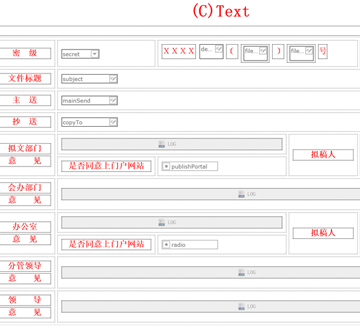 (C)Text
密 级 secret XXXX de... ( file... ) file... 号
文件标题 subject
主 送 mainSend
抄 送 copyTo
拟文部门
意 见
是否同意上门户网站 publishPortal
拟稿人
会办部门
意 见
办公室
意 见
是否同意上门户网站 radio
拟稿人
分管领导
意 见
领 导
意 见